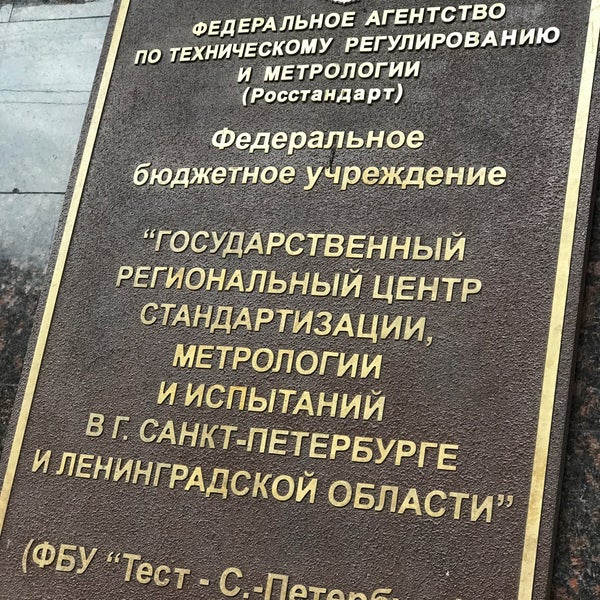 ФЕДЕРАЛЬНОЕ АГЕНТСТВО
ПО ТЕХНИЧЕСКОМУ РЕГУЛИРОВАНИЮ
И МЕТРОЛОГИИ
(Росстандарт)
Федеральное
бюджетное учреждение
“ГОСУДАРСТВЕННЫЙ
РЕГИОНАЛЬНЫЙ ЦЕНТР
СТАНДАРТИЗАЦИИ,
МЕТРОЛОГИИ
И ИСПЫТАНИЙ
В Г. САНКТ-ПЕТЕРБУРГЕ
И ЛЕНИНГРАДСКОЙ ОБЛАСТИ”
(ФБУ “Тест - С.-